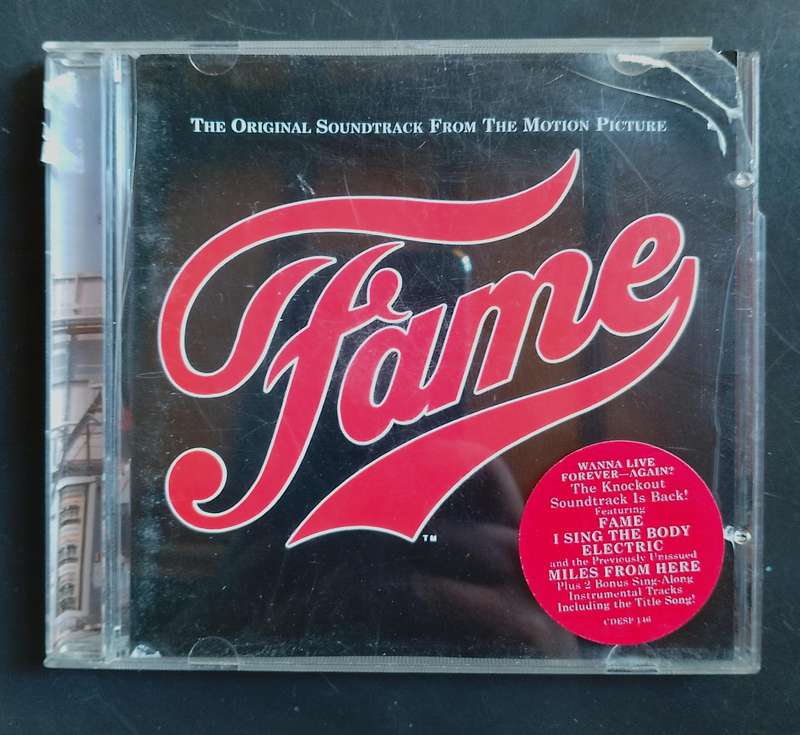 THE ORIGINAL SOUNDTRACK FROM THE MOTION PICTURE
Fame
TM
WANNA LIVE
FOREVER—AGAIN?
The Knockout
Soundtrack Is Back!
Featuring
FAME
I SING THE BODY
ELECTRIC
and the Previously Unissued
MILES FROM HERE
Plus 2 Bonus Sing-Along
Instrumental Tracks
Including the Title Song!
CDESP 146